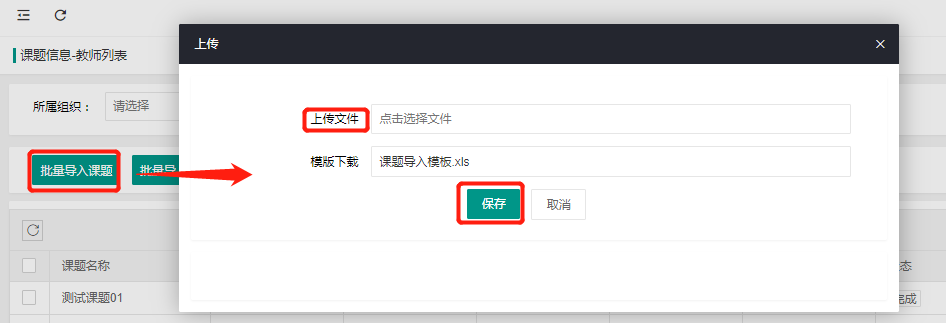 上传
课题信息-教师列表
所属组织：
请选择
上传文件
点击选择文件
模版下载
课题导入模板.xls
批量导入课题
批量导
保存
取消
课题名称
态
测试课题01
完成